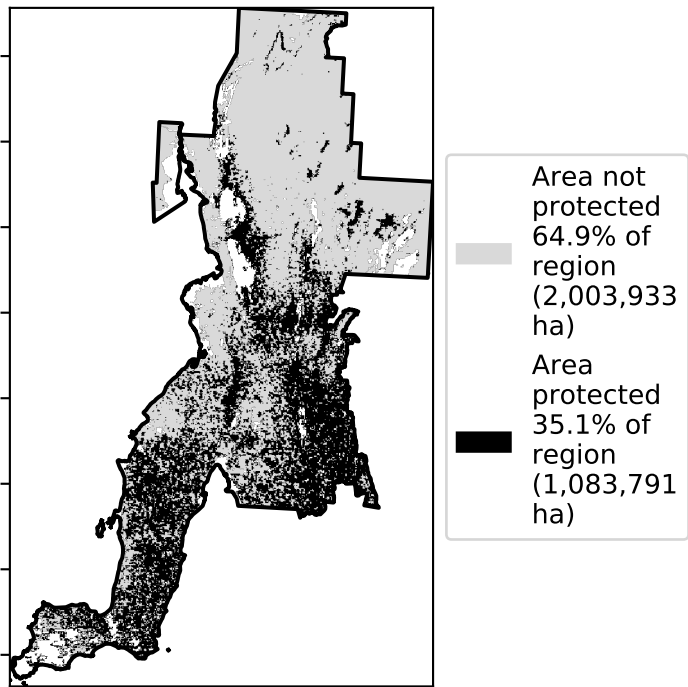 Area not
protected
64.9% of
region
(2,003,933
ha)
Area
protected
35.1% of
region
(1,083,791
ha)